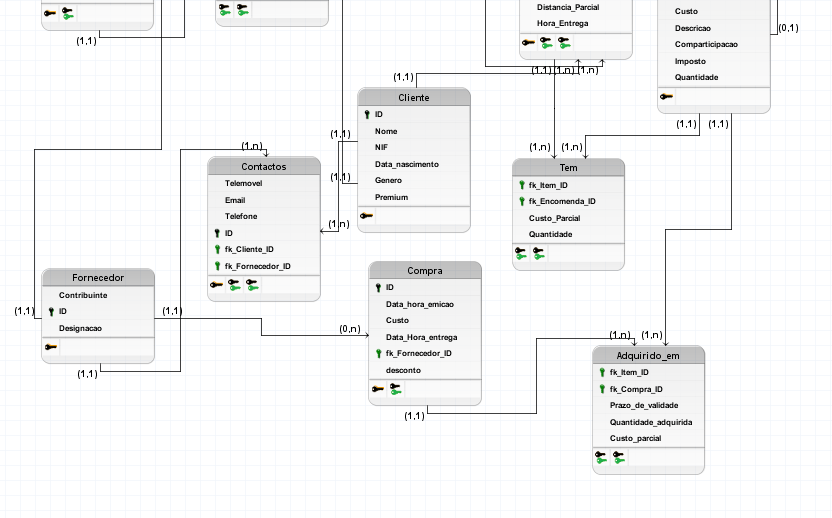 (1,1)
Distancia_Parcial
Hora_Entrega
Custo
Descricao
Comparticipacao
Imposto
Quantidade
(0,1)
(1,1)
(1,1)
(1,n)
(1,n)
Cliente
ID
Nome
NIF
Data_nascimento
Genero
Premium
(1,1)
(1,1)
(1,n)
(1,n)
Contactos
Telemovel
Email
Telefone
ID
fk_Cliente_ID
fk_Fornecedor_ID
(1,n)
(1,n)
(1,1)
(1,1)
Tem
fk_Item_ID
fk_Encomenda_ID
Custo_Parcial
Quantidade
Fornecedor
Contribuinte
ID
Designacao
(1,1)
(1,1)
(1,1)
(0,n)
Compra
ID
Data_hora_emicao
Custo
Data_Hora_entrega
fk_Fornecedor_ID
desconto
(1,1)
(1,n)
(1,n)
Adquirido_em
fk_Item_ID
fk_Compra_ID
Prazo_de_validade
Quantidade_adquirida
Custo_parcial